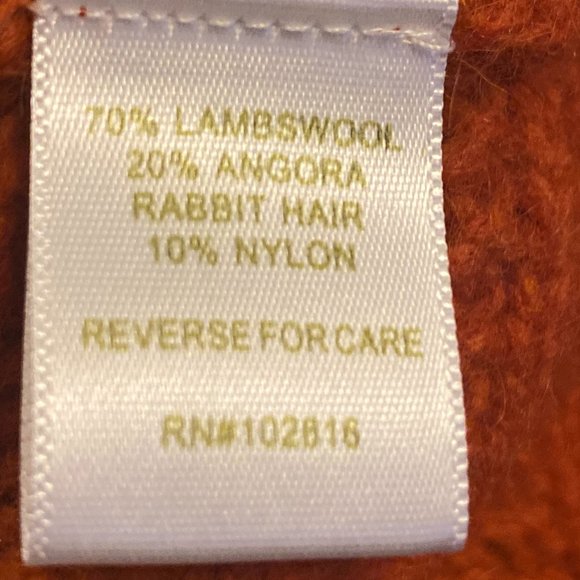 70% LAMBSWOOL
20% ANGORA
RABBIT HAIR
10% NYLON
REVERSE FOR CARE
RN#102816